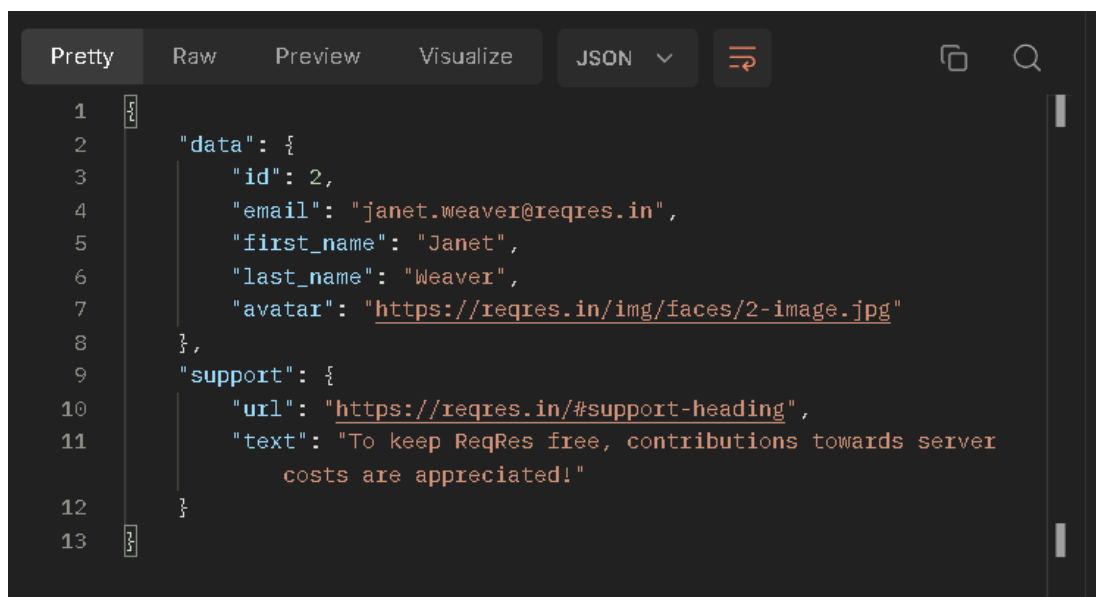 Pretty Raw Preview Visualize JSON
1 {
2 "data": {
3 "id": 2,
4 "email": "janet.weaver@reqres.in",
5 "first_name": "Janet",
6 "last_name": "Weaver",
7 "avatar": "https://reqres.in/img/faces/2-image.jpg"
8 },
9 "support": {
10 "url": "https://reqres.in/#support-heading",
11 "text": "To keep ReqRes free, contributions towards server
costs are appreciated!"
12 }
13 }